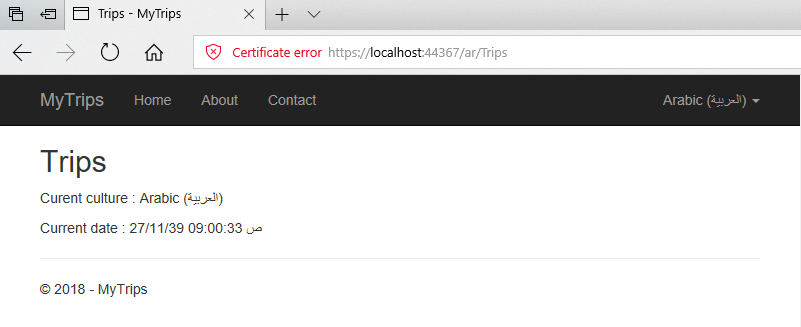 Trips - MyTrips
Certificate error https://localhost:44367/ar/Trips
MyTrips Home About Contact Arabic (العربية)
Trips
Curent culture : Arabic (العربية)
Current date : 27/11/39 09:00:33 ص
© 2018 - MyTrips